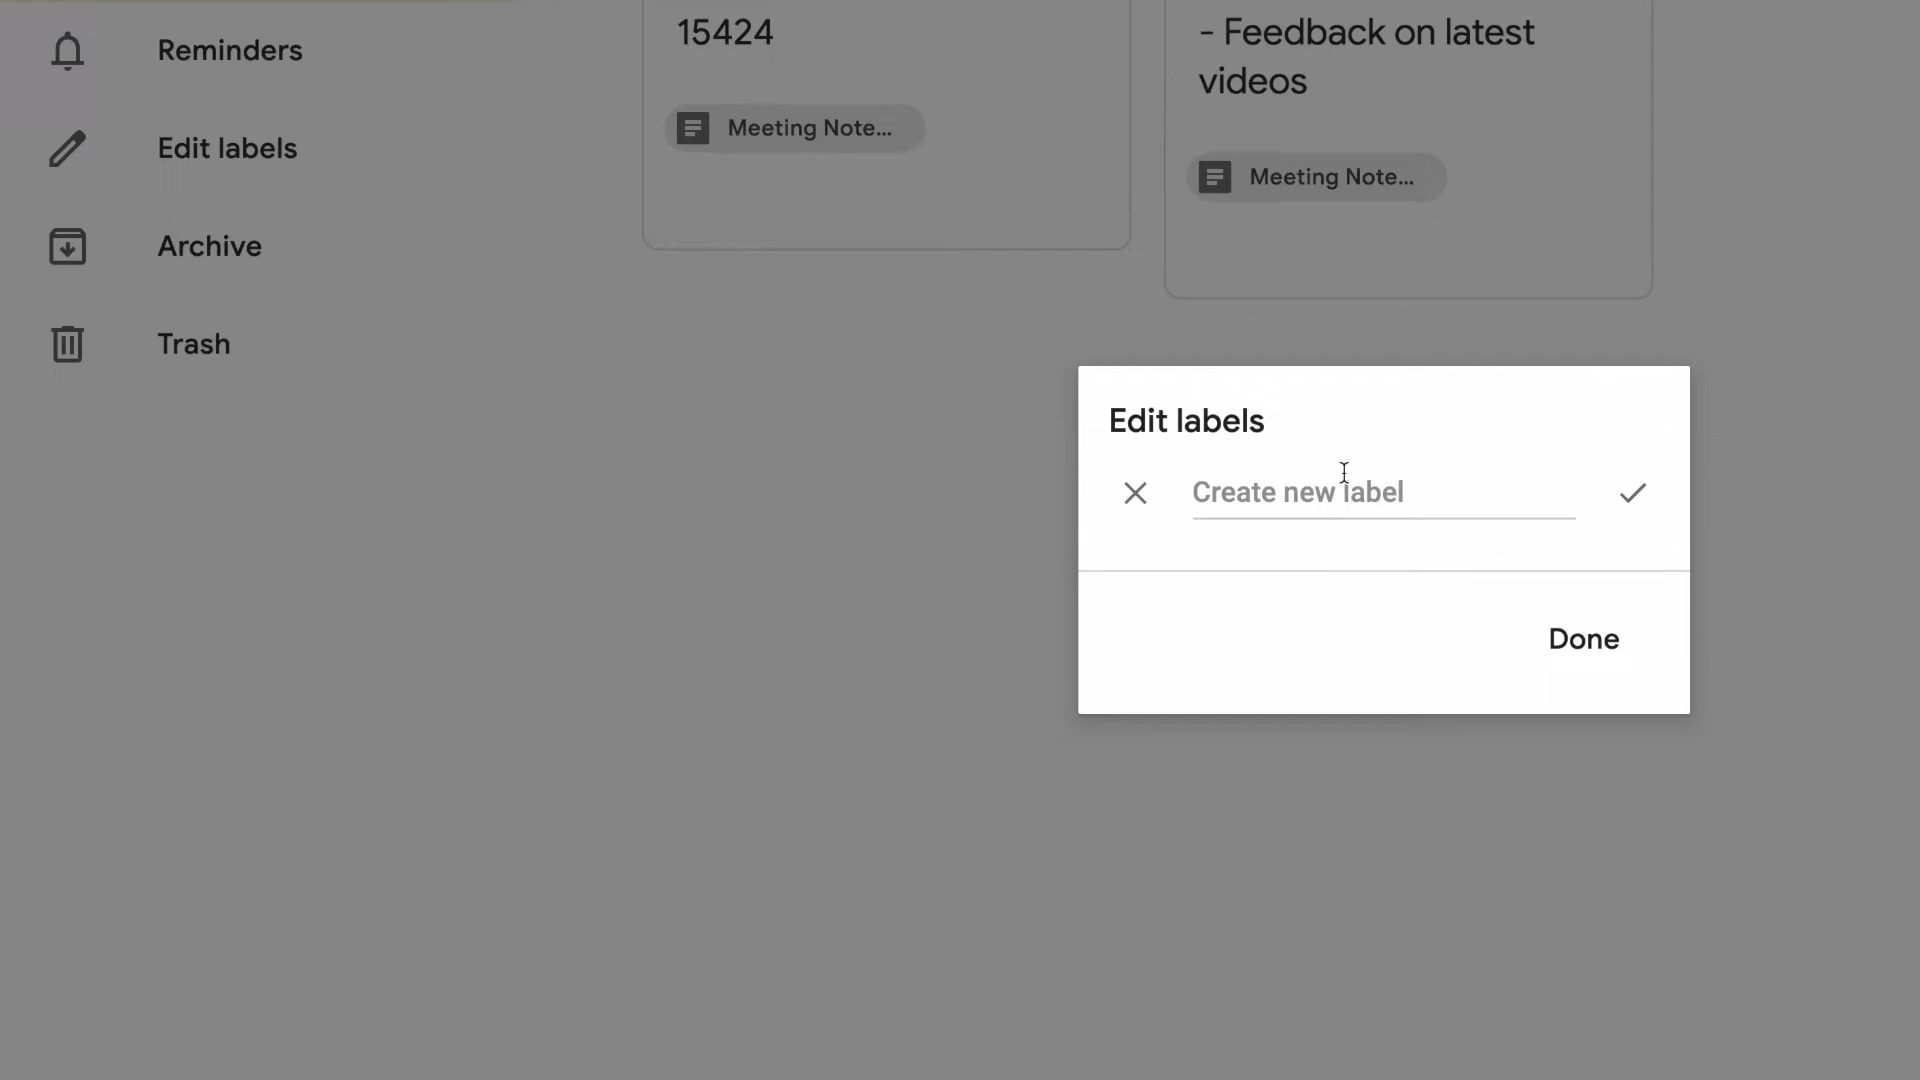 Reminders
Edit labels
Archive
Trash
15424
Meeting Note...
- Feedback on latest
videos
Meeting Note...
Edit labels
Create new label
Done